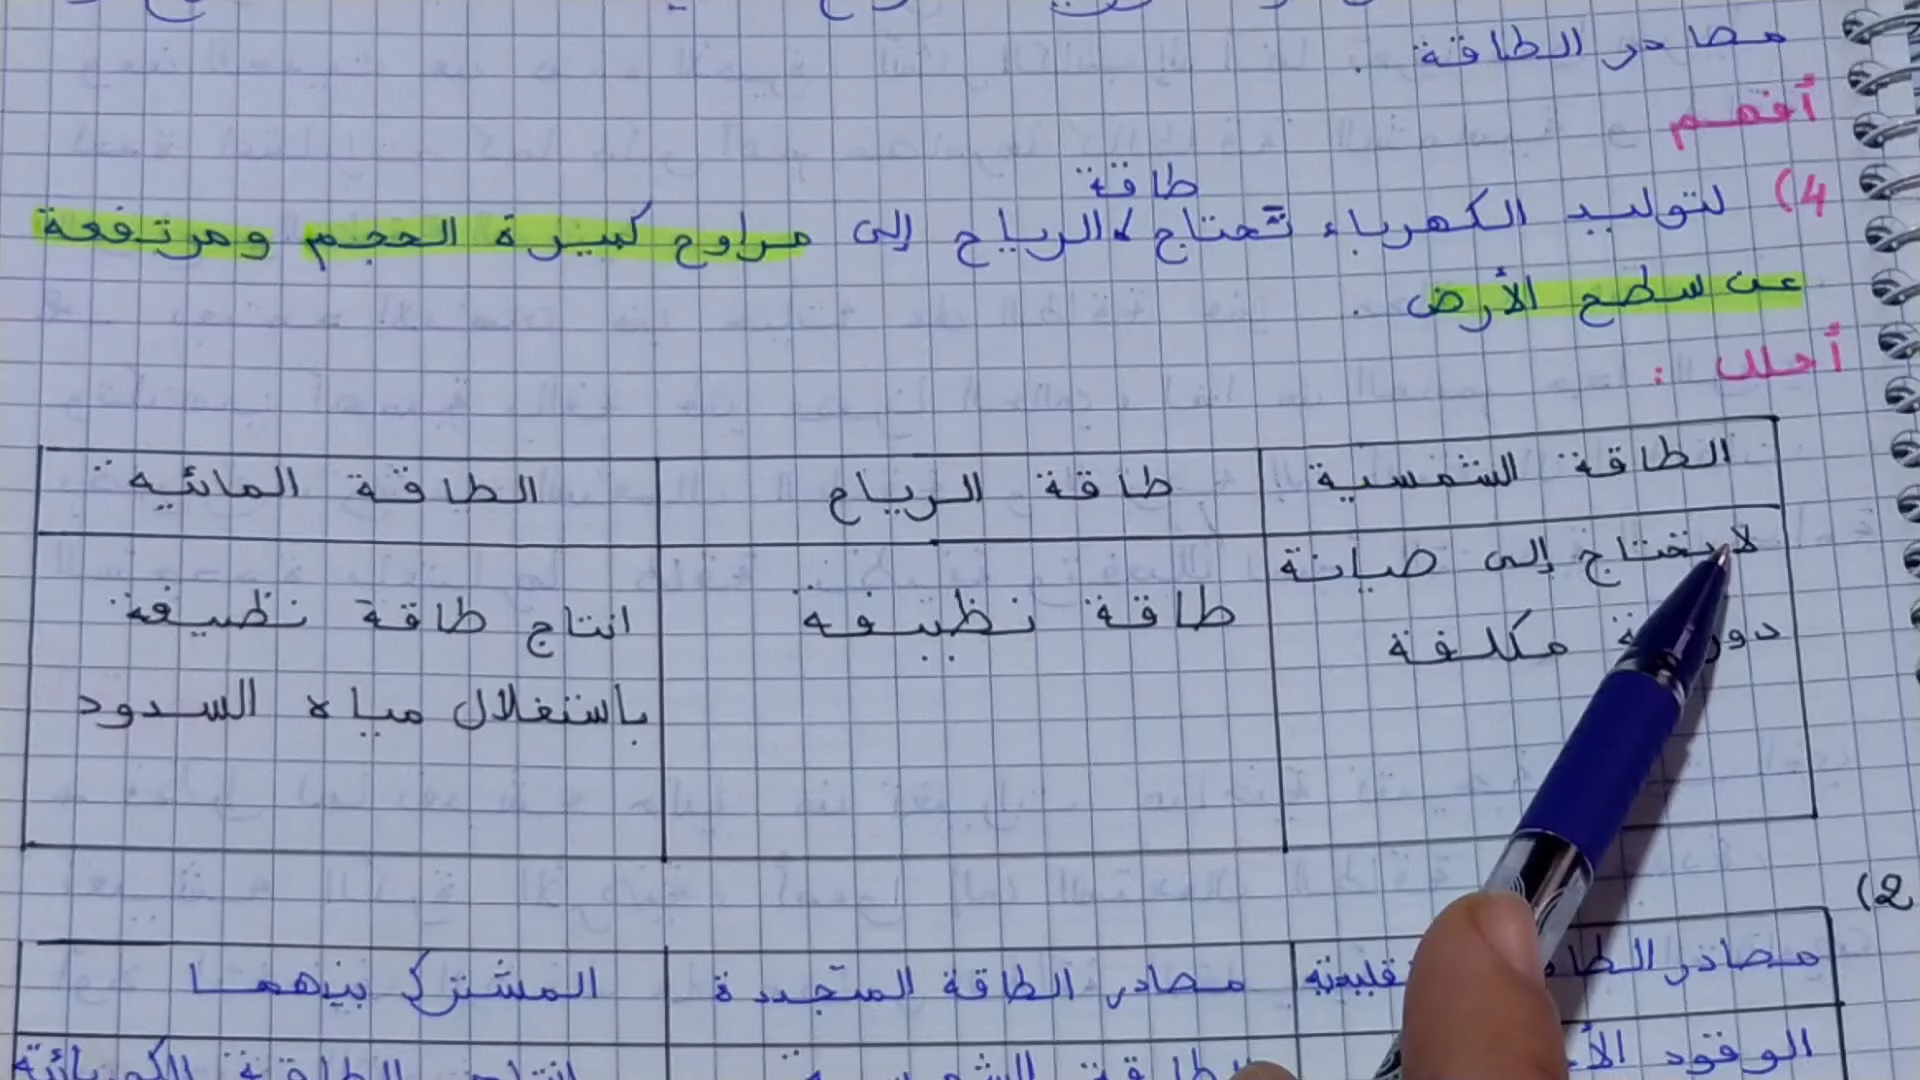 مصادر الطاقة .
أفهم
4) لتوليد الكهرباء تحتاج طاقة الرياح إلى مراوح كبيرة الحجم ومرتفعة
عن سطح الأرض .
أحلل :
الطاقة الشمسية
طاقة الرياح
الطاقة المائية
لا تحتاج إلى صيانة
مكلفة
طاقة نظيفة
انتاج طاقة نظيفة
باستغلال مياه السدود
2)
مصادر
مصادر الطاقة المتجددة
المشترك بينهما
الوقود